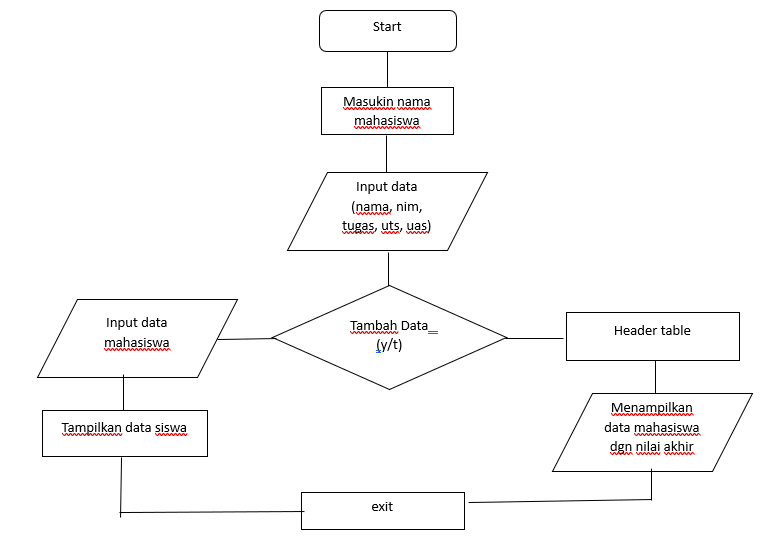 Start
Masukin nama
mahasiswa
Input data
(nama, nim,
tugas, uts, uas)
Tambah Data
(y/t)
Input data
mahasiswa
Tampilkan data siswa
Header table
Menampilkan
data mahasiswa
dgn nilai akhir
exit